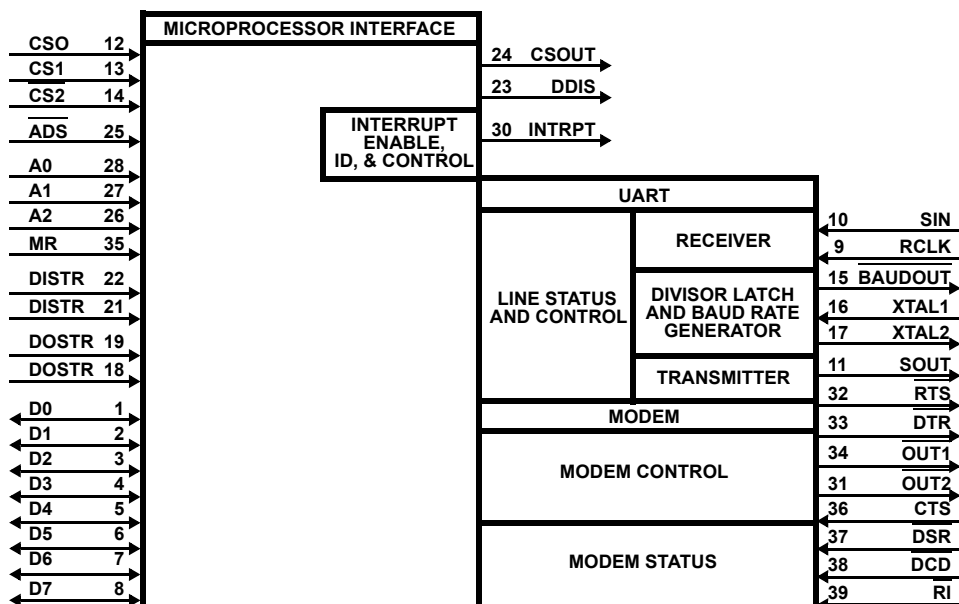 MICROPROCESSOR INTERFACE
CSO 12
CS1 13
CS2 14
ADS 25
A0 28
A1 27
A2 26
MR 35
DISTR 22
DISTR 21
DOSTR 19
DOSTR 18
D0 1
D1 2
D2 3
D3 4
D4 5
D5 6
D6 7
D7 8
24 CSOUT
23 DDIS
30 INTRPT
INTERRUPT
ENABLE,
ID, & CONTROL
UART
LINE STATUS
AND CONTROL
RECEIVER
DIVISOR LATCH
AND BAUD RATE
GENERATOR
TRANSMITTER
MODEM
MODEM CONTROL
MODEM STATUS
10 SIN
9 RCLK
15 BAUDOUT
16 XTAL1
17 XTAL2
11 SOUT
32 RTS
33 DTR
34 OUT1
31 OUT2
36 CTS
37 DSR
38 DCD
39 RI